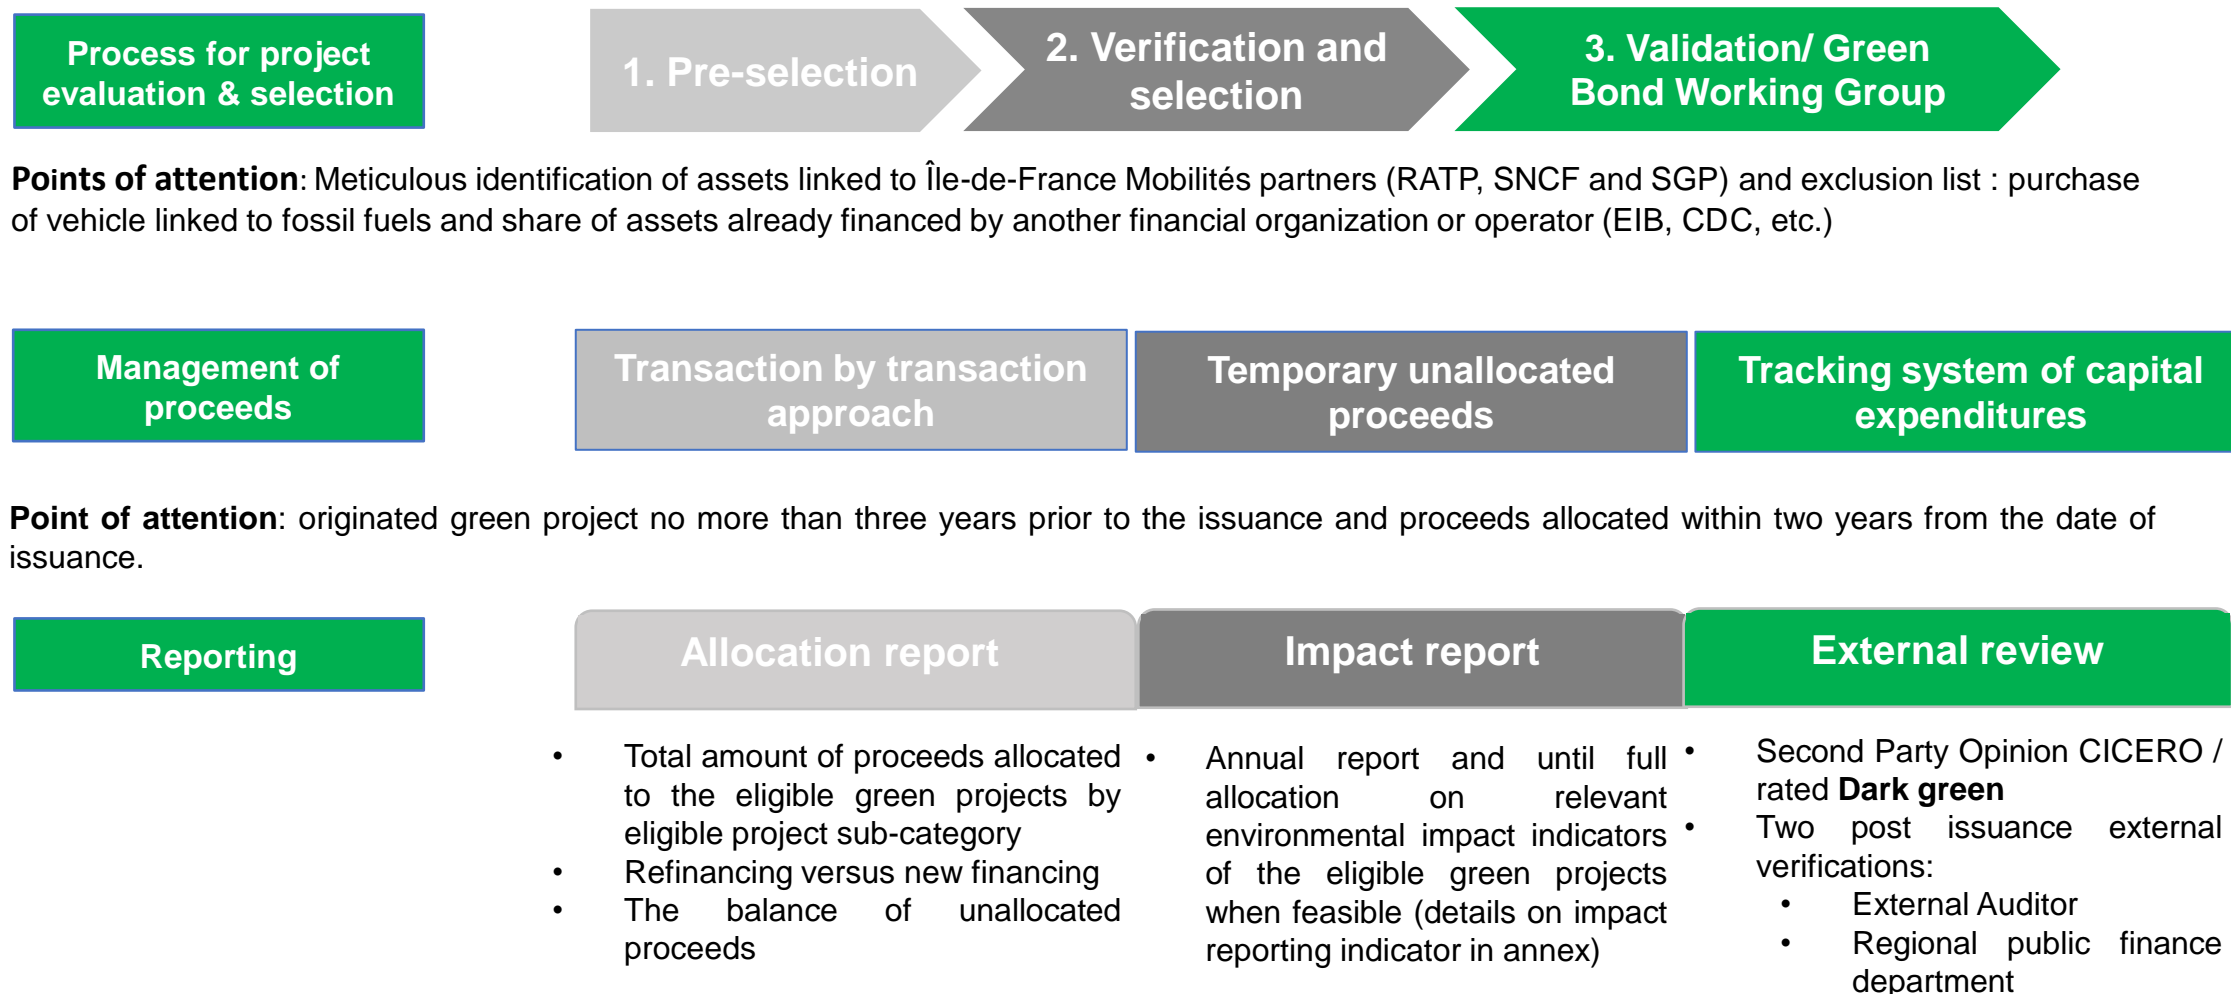 Process for project
evaluation & selection
1. Pre-selection
2. Verification and
selection
3. Validation/ Green
Bond Working Group
Points of attention: Meticulous identification of assets linked to Île-de-France Mobilités partners (RATP, SNCF and SGP) and exclusion list : purchase
of vehicle linked to fossil fuels and share of assets already financed by another financial organization or operator (EIB, CDC, etc.)
Management of
proceeds
Transaction by transaction
approach
Temporary unallocated
proceeds
Tracking system of capital
expenditures
Point of attention: originated green project no more than three years prior to the issuance and proceeds allocated within two years from the date of
issuance.
Reporting
Allocation report
• Total amount of proceeds allocated
to the eligible green projects by
eligible project sub-category
• Refinancing versus new financing
• The balance of unallocated
proceeds
Impact report
• Annual report and until full
allocation on relevant
environmental impact indicators
of the eligible green projects
when feasible (details on impact
reporting indicator in annex)
External review
• Second Party Opinion CICERO /
rated Dark green
• Two post issuance external
verifications:
• External Auditor
• Regional public finance
department